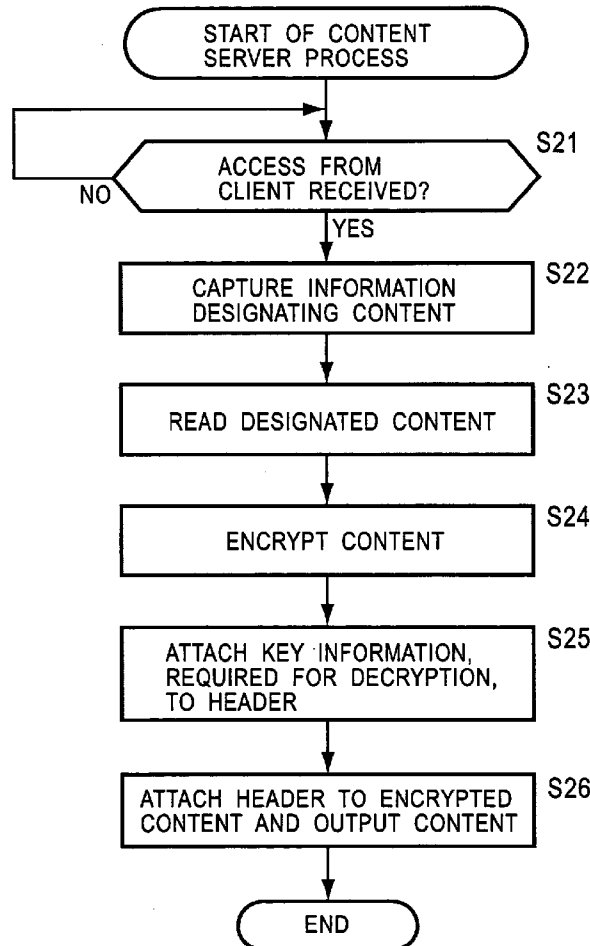 START OF CONTENT
SERVER PROCESS
S21
ACCESS FROM
CLIENT RECEIVED?
NO
YES
S22
CAPTURE INFORMATION
DESIGNATING CONTENT
S23
READ DESIGNATED CONTENT
S24
ENCRYPT CONTENT
S25
ATTACH KEY INFORMATION,
REQUIRED FOR DECRYPTION,
TO HEADER
S26
ATTACH HEADER TO ENCRYPTED
CONTENT AND OUTPUT CONTENT
END